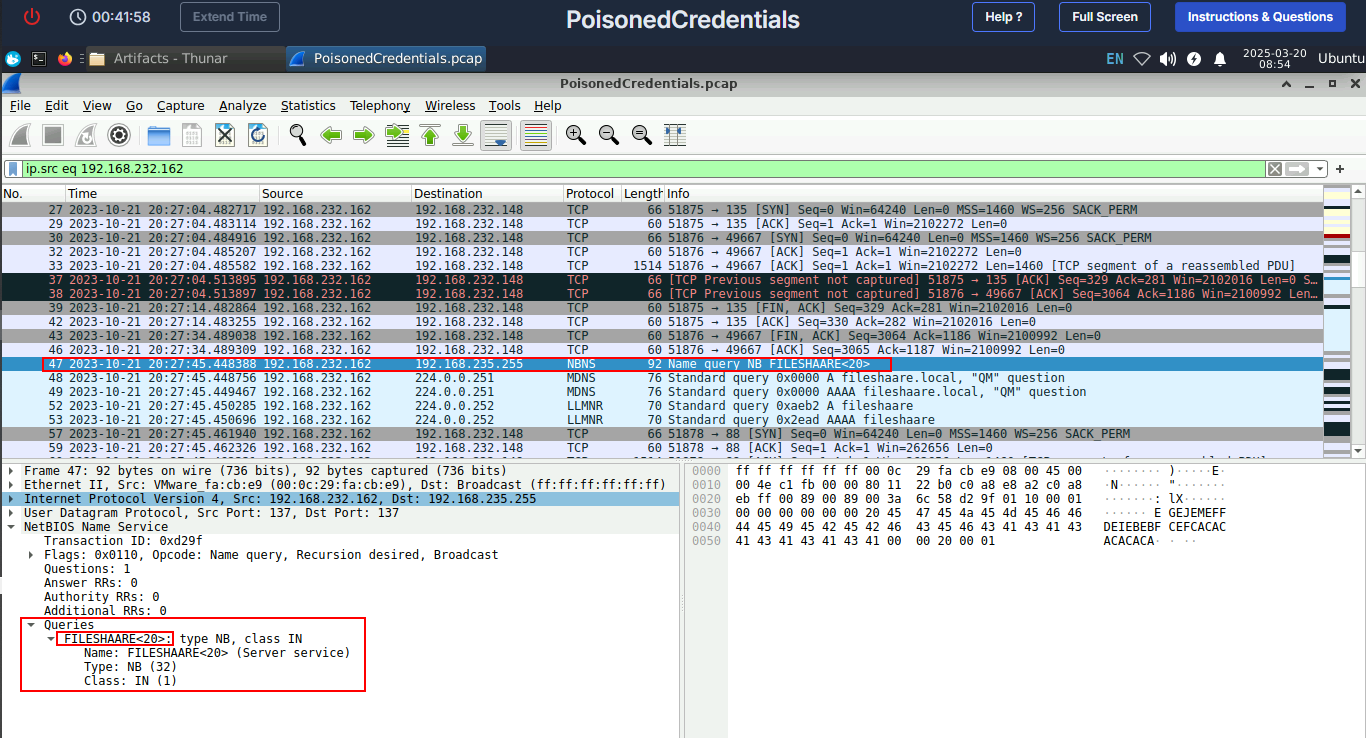 00:41:58 Extend Time PoisonedCredentials Help ? Full Screen Instructions & Questions
Artifacts - Thunar PoisonedCredentials.pcap EN 2025-03-20 08:54 Ubuntu
PoisonedCredentials.pcap
File Edit View Go Capture Analyze Statistics Telephony Wireless Tools Help
ip.src eq 192.168.232.162
No. Time Source Destination Protocol Length Info
27 2023-10-21 20:27:04.482717 192.168.232.162 192.168.232.148 TCP 66 51875 → 135 [SYN] Seq=0 Win=64240 Len=0 MSS=1460 WS=256 SACK_PERM
29 2023-10-21 20:27:04.483114 192.168.232.162 192.168.232.148 TCP 60 51875 → 135 [ACK] Seq=1 Ack=1 Win=2102272 Len=0
30 2023-10-21 20:27:04.484916 192.168.232.162 192.168.232.148 TCP 66 51876 → 49667 [SYN] Seq=0 Win=64240 Len=0 MSS=1460 WS=256 SACK_PERM
32 2023-10-21 20:27:04.485207 192.168.232.162 192.168.232.148 TCP 60 51876 → 49667 [ACK] Seq=1 Ack=1 Win=2102272 Len=0
33 2023-10-21 20:27:04.485582 192.168.232.162 192.168.232.148 TCP 1514 51876 → 49667 [ACK] Seq=1 Ack=1 Win=2102272 Len=1460 [TCP segment of a reassembled PDU]
37 2023-10-21 20:27:04.513895 192.168.232.162 192.168.232.148 TCP 66 [TCP Previous segment not captured] 51875 → 135 [ACK] Seq=329 Ack=281 Win=2102016 Len=0 S…
38 2023-10-21 20:27:04.513897 192.168.232.162 192.168.232.148 TCP 66 [TCP Previous segment not captured] 51876 → 49667 [ACK] Seq=3064 Ack=1186 Win=2100992 Len…
39 2023-10-21 20:27:14.482864 192.168.232.162 192.168.232.148 TCP 60 51875 → 135 [FIN, ACK] Seq=329 Ack=281 Win=2102016 Len=0
42 2023-10-21 20:27:14.483255 192.168.232.162 192.168.232.148 TCP 60 51875 → 135 [ACK] Seq=330 Ack=282 Win=2102016 Len=0
43 2023-10-21 20:27:34.489038 192.168.232.162 192.168.232.148 TCP 60 51876 → 49667 [FIN, ACK] Seq=3064 Ack=1186 Win=2100992 Len=0
46 2023-10-21 20:27:34.489309 192.168.232.162 192.168.232.148 TCP 60 51876 → 49667 [ACK] Seq=3065 Ack=1187 Win=2100992 Len=0
47 2023-10-21 20:27:45.448388 192.168.232.162 192.168.235.255 NBNS 92 Name query NB FILESHAARE<20>
48 2023-10-21 20:27:45.448756 192.168.232.162 224.0.0.251 MDNS 76 Standard query 0x0000 A fileshaare.local, "QM" question
49 2023-10-21 20:27:45.449467 192.168.232.162 224.0.0.251 MDNS 76 Standard query 0x0000 AAAA fileshaare.local, "QM" question
52 2023-10-21 20:27:45.450285 192.168.232.162 224.0.0.252 LLMNR 70 Standard query 0xaeb2 A fileshaare
53 2023-10-21 20:27:45.450696 192.168.232.162 224.0.0.252 LLMNR 70 Standard query 0x2ead AAAA fileshaare
57 2023-10-21 20:27:45.461940 192.168.232.162 192.168.232.148 TCP 66 51878 → 88 [SYN] Seq=0 Win=64240 Len=0 MSS=1460 WS=256 SACK_PERM
59 2023-10-21 20:27:45.462326 192.168.232.162 192.168.232.148 TCP 60 51878 → 88 [ACK] Seq=1 Ack=1 Win=262656 Len=0
Frame 47: 92 bytes on wire (736 bits), 92 bytes captured (736 bits)
Ethernet II, Src: VMware_fa:cb:e9 (00:0c:29:fa:cb:e9), Dst: Broadcast (ff:ff:ff:ff:ff:ff)
Internet Protocol Version 4, Src: 192.168.232.162, Dst: 192.168.235.255
User Datagram Protocol, Src Port: 137, Dst Port: 137
NetBIOS Name Service
Transaction ID: 0xd29f
Flags: 0x0110, Opcode: Name query, Recursion desired, Broadcast
Questions: 1
Answer RRs: 0
Authority RRs: 0
Additional RRs: 0
Queries
FILESHAARE<20>: type NB, class IN
Name: FILESHAARE<20> (Server service)
Type: NB (32)
Class: IN (1)
0000 ff ff ff ff ff ff 00 0c 29 fa cb e9 08 00 45 00 ········ )·····E·
0010 00 4e c1 fb 00 00 80 11 22 b0 c0 a8 e8 a2 c0 a8 ·N······ "·······
0020 eb ff 00 89 00 89 00 3a 6c 58 d2 9f 01 10 00 01 ·······: lX······
0030 00 00 00 00 00 00 20 45 47 45 4a 45 4d 45 46 46 ······ E GEJEMEFF
0040 44 45 49 45 42 45 42 46 43 45 46 43 41 43 41 43 DEIEBEBF CEFCACAC
0050 41 43 41 43 41 43 41 00 00 20 00 01 ACACACA· · ··